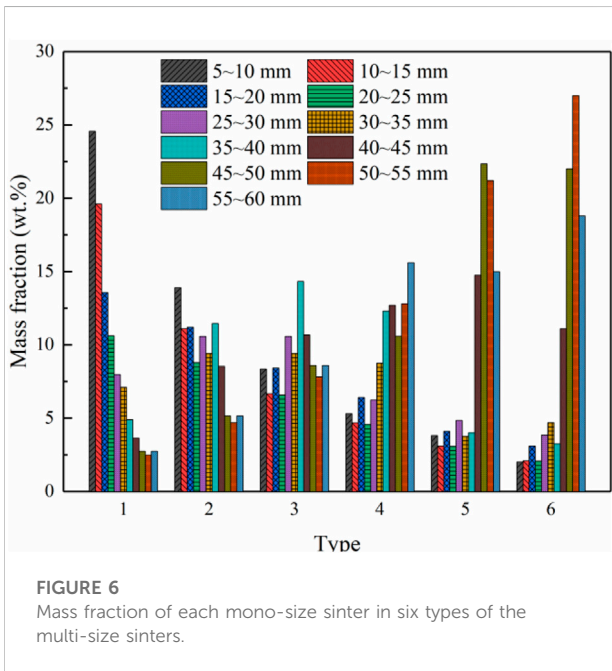 30
25
20
15
10
5
0
Mass fraction (wt.%)
5~10 mm
10~15 mm
15~20 mm
20~25 mm
25~30 mm
30~35 mm
35~40 mm
40~45 mm
45~50 mm
50~55 mm
55~60 mm
1 2 3 4 5 6
Type
FIGURE 6
Mass fraction of each mono-size sinter in six types of the
multi-size sinters.